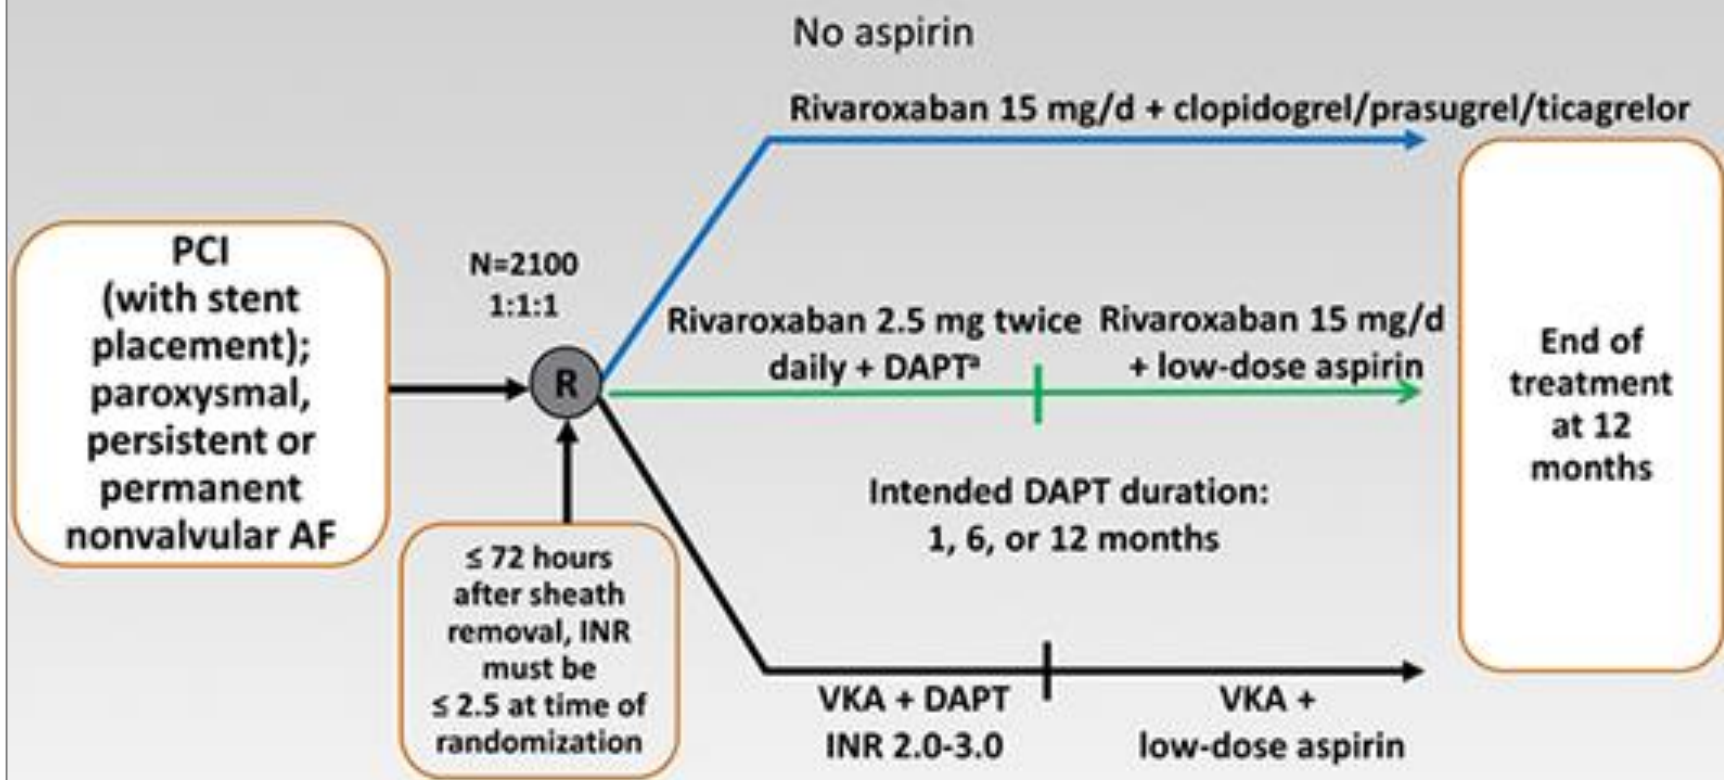 No aspirin
Rivaroxaban 15 mg/d + clopidogrel/prasugrel/ticagrelor
PCI
(with stent
placement);
paroxysmal,
persistent or
permanent
nonvalvular AF
N=2100
1:1:1
R
≤ 72 hours
after sheath
removal, INR
must be
≤ 2.5 at time of
randomization
Rivaroxaban 2.5 mg twice
daily + DAPTᵃ
Rivaroxaban 15 mg/d
+ low-dose aspirin
Intended DAPT duration:
1, 6, or 12 months
VKA + DAPT
INR 2.0-3.0
VKA +
low-dose aspirin
End of
treatment
at 12
months